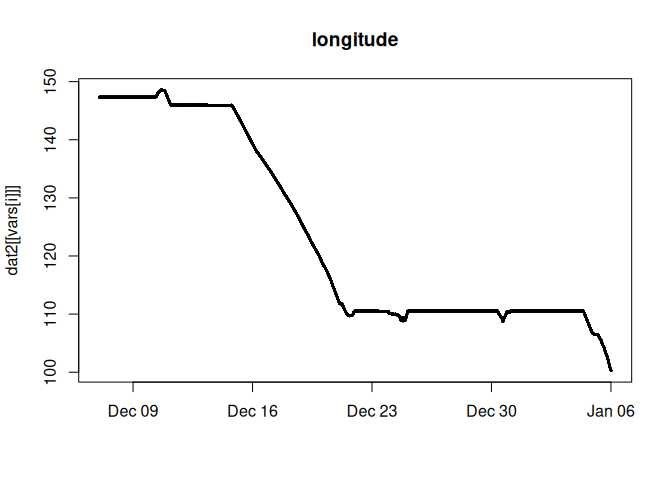 longitude
dat2[[vars[i]]]
150
140
130
120
110
100
Dec 09
Dec 16
Dec 23
Dec 30
Jan 06